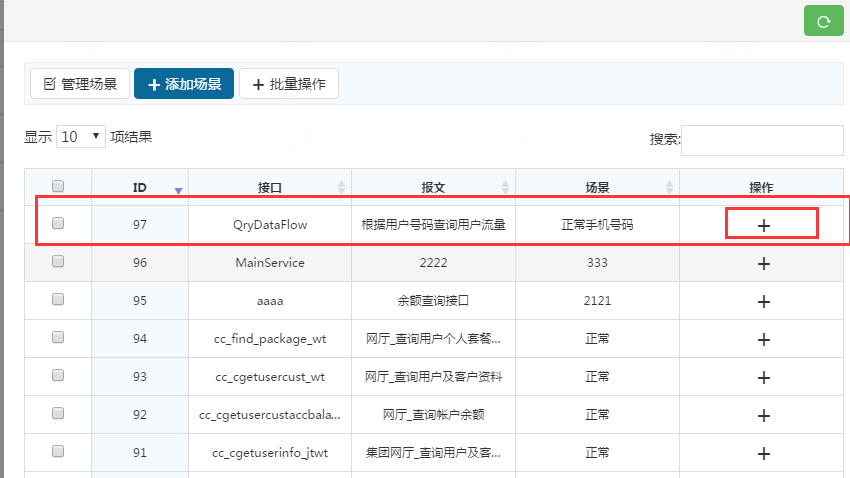 管理场景 添加场景 批量操作
显示 10 项结果 搜索:
ID 接口 报文 场景 操作
97 QryDataFlow 根据用户号码查询用户流量 正常手机号码
96 MainService 2222 333
95 aaaa 余额查询接口 2121
94 cc_find_package_wt 网厅_查询用户个人套餐... 正常
93 cc_cgetusercust_wt 网厅_查询用户及客户资料 正常
92 cc_cgetusercustaccbala... 网厅_查询帐户余额 正常
91 cc_cgetuserinfo_jtwt 集团网厅_查询用户及客... 正常